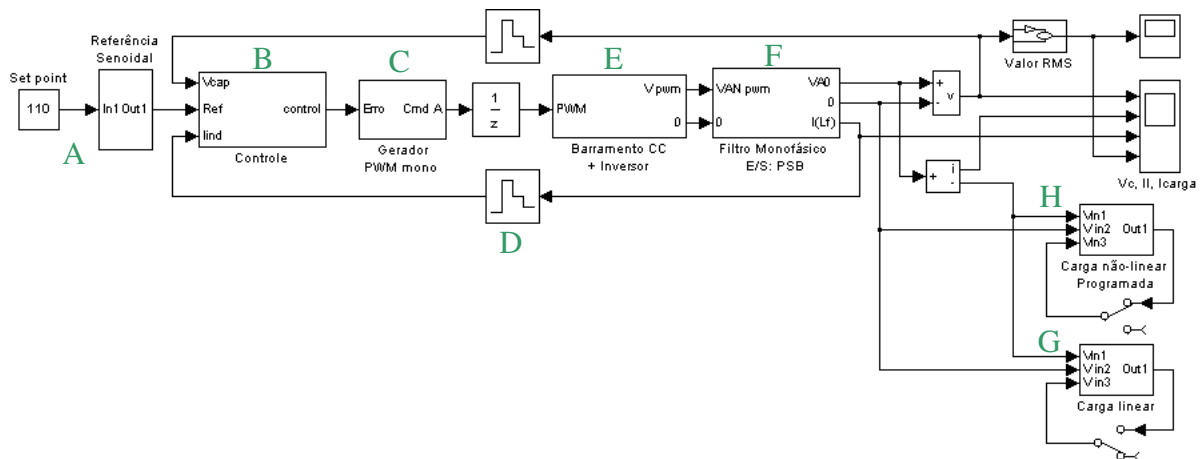 Referência
Senoidal
Set point
110
In1 Out1
A
B
Vcap
Ref
Iind
control
Controle
C
Erro
Cmd A
Gerador
PWM mono
1
z
D
E
PWM
V pwm
0
Barramento CC
+ Inversor
F
VAN pwm
0
VA0
0
I(Lf)
Filtro Monofásico
E/S: PSB
+
-
v
+
i
-
Valor RMS
Vc, Il, Icarga
H
Vin1
Vin2
Vin3
Out1
Carga não-linear
Programada
G
Vin1
Vin2
Vin3
Out1
Carga linear